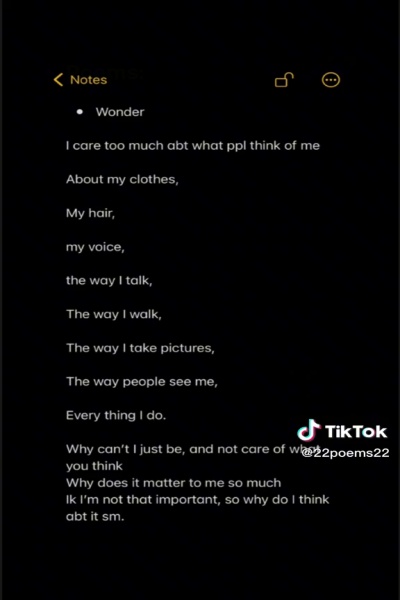 Notes
• Wonder
I care too much abt what ppl think of me
About my clothes,
My hair,
my voice,
the way I talk,
The way I walk,
The way I take pictures,
The way people see me,
Every thing I do.
Why can't I just be, and not care of what
you think
Why does it matter to me so much
Ik I'm not that important, so why do I think
abt it sm.
TikTok
@22poems22